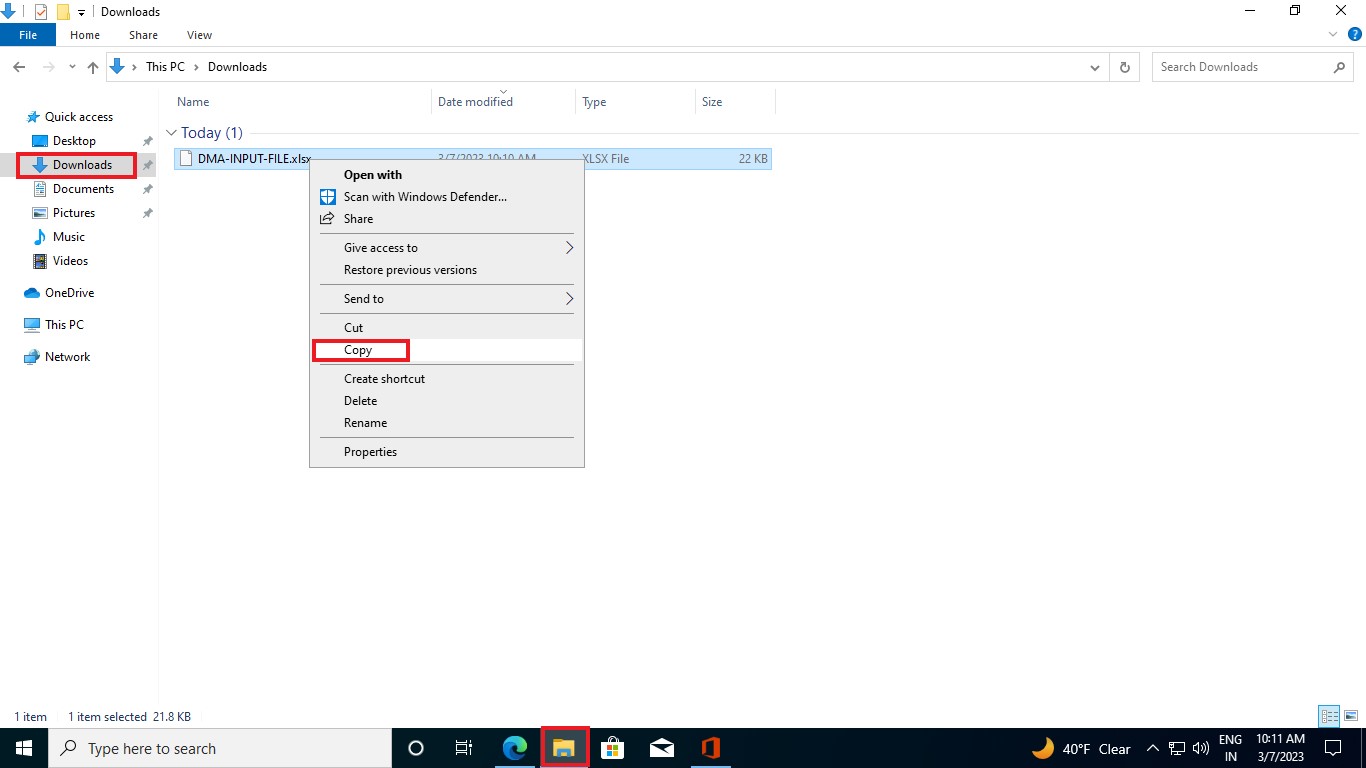 Downloads
File Home Share View
This PC > Downloads
Search Downloads
Name Date modified Type Size
Today (1)
DMA-INPUT-FILE.xlsx 3/7/2023 10:10 AM XLSX File 22 KB
Quick access
Desktop
Downloads
Documents
Pictures
Music
Videos
OneDrive
This PC
Network
Open with
Scan with Windows Defender...
Share
Give access to
Restore previous versions
Send to
Cut
Copy
Create shortcut
Delete
Rename
Properties
1 item 1 item selected 21.8 KB
Type here to search
40°F Clear
ENG
IN
10:11 AM
3/7/2023